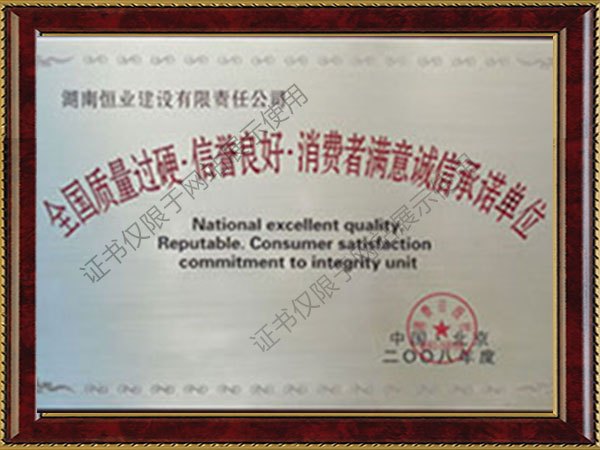 湖南恒业建设有限责任公司
全国质量过硬·信誉良好·消费者满意诚信承诺单位
National excellent quality,
Reputable. Consumer satisfaction
commitment to integrity unit
中国·北京
二〇〇八年度
证书仅限于网站展示使用
证书仅限于网站展示使用